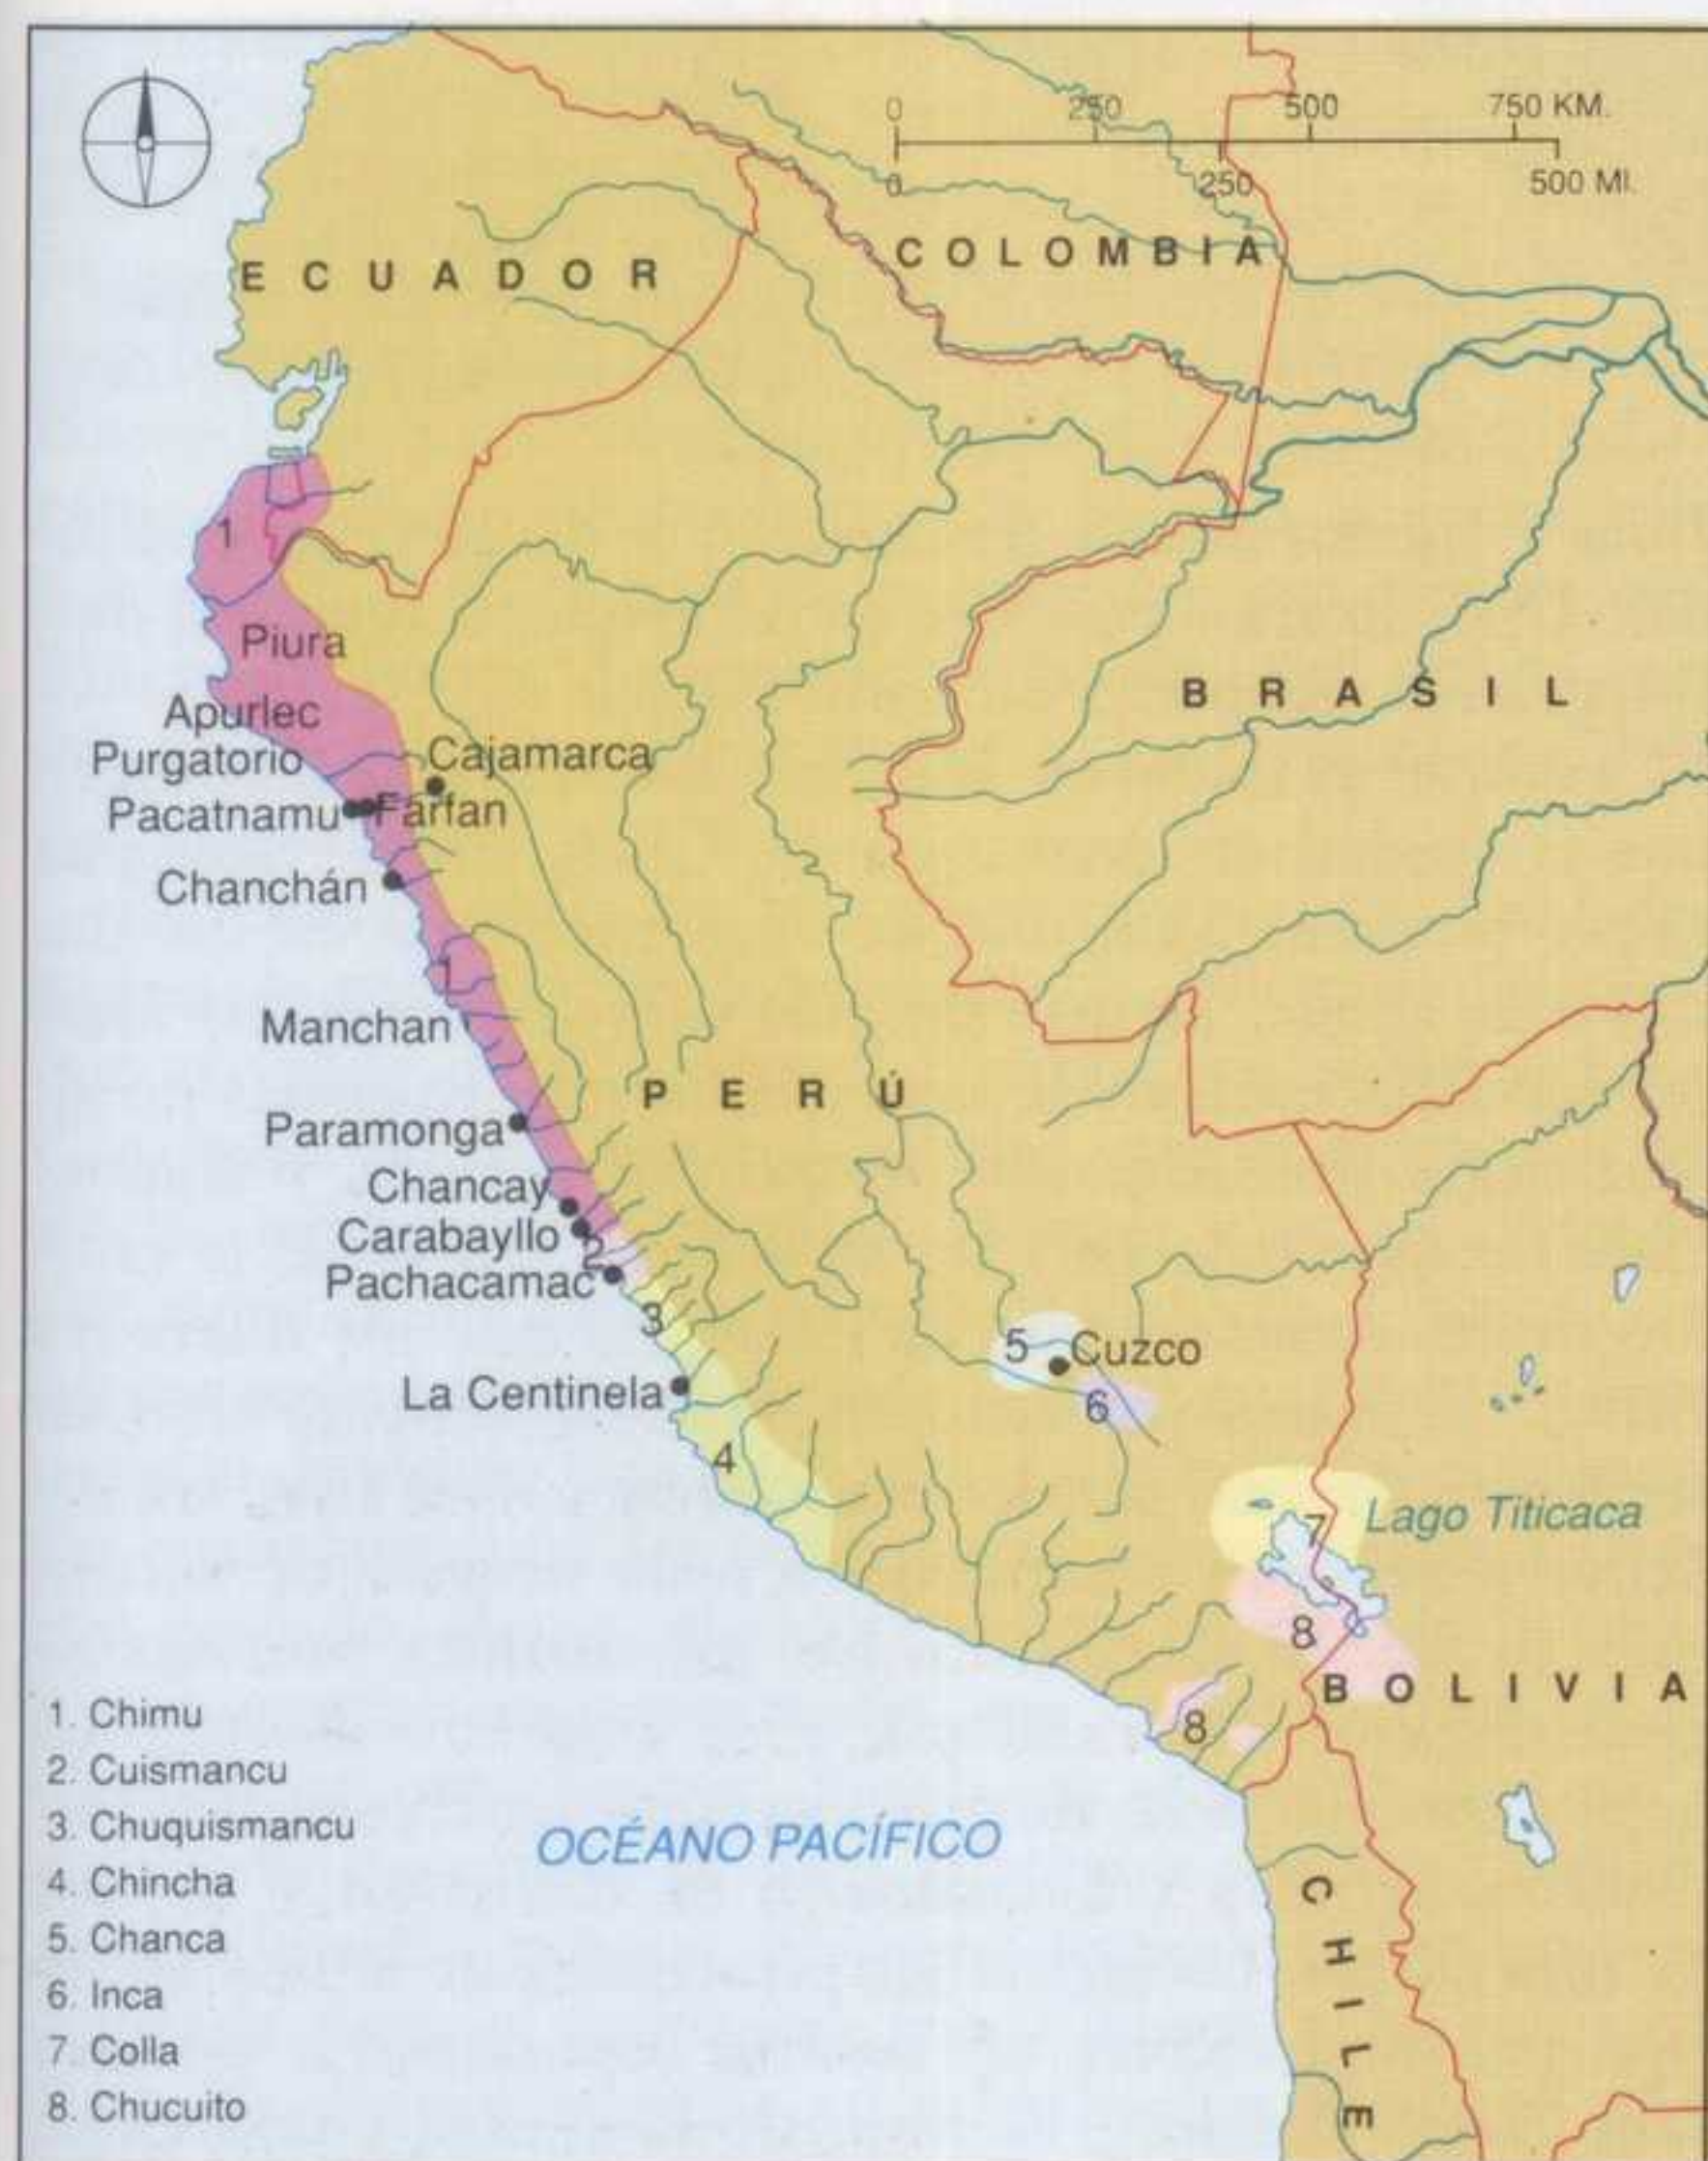 0 250 500 750 KM.
0 250 500 MI.
COLOMBIA
ECUADOR
1
Piura
BRASIL
Apurlec
Purgatorio
Cajamarca
Pacatnamu
Farfan
Chanchán
1
Manchan
PERÚ
Paramonga
Chancay
Carabayllo
2
Pachacamac
3
5
Cuzco
La Centinela
6
4
Lago Titicaca
7
8
BOLIVIA
8
1. Chimu
2. Cuismancu
3. Chuquismancu
4. Chincha
5. Chanca
6. Inca
7. Colla
8. Chucuito
OCÉANO PACÍFICO
CHILE